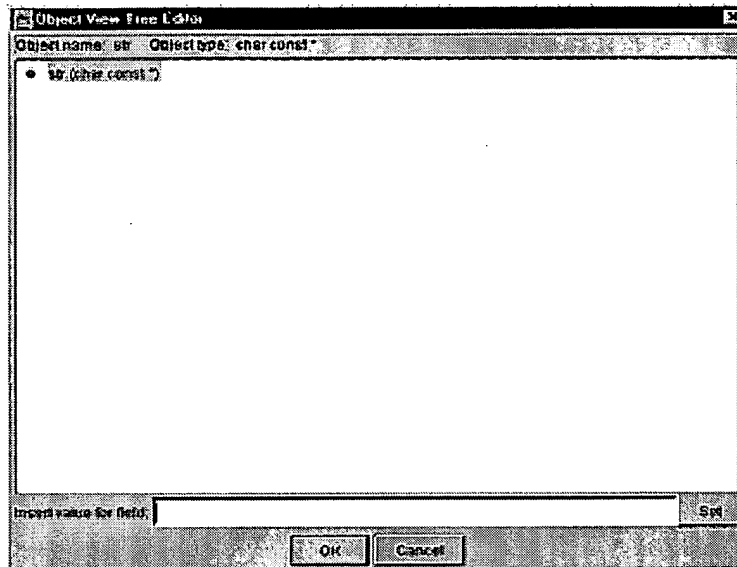 Object View Tree Editor
Object name: str Object type: char const *
str (char const *)
Insert value for field: Set
OK Cancel